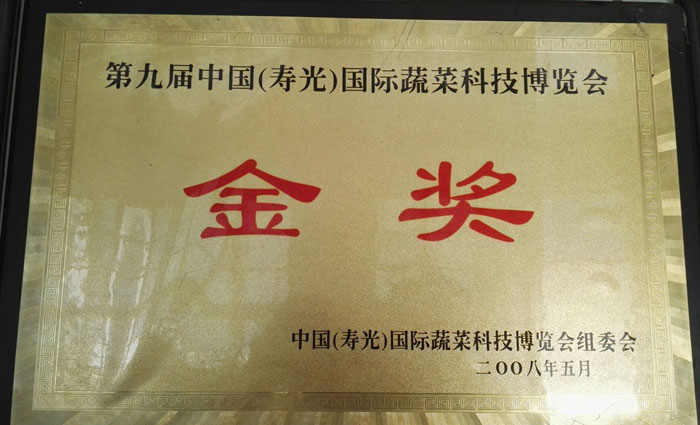 第九届中国(寿光)国际蔬菜科技博览会
金奖
中国(寿光)国际蔬菜科技博览会组委会
二〇〇八年五月